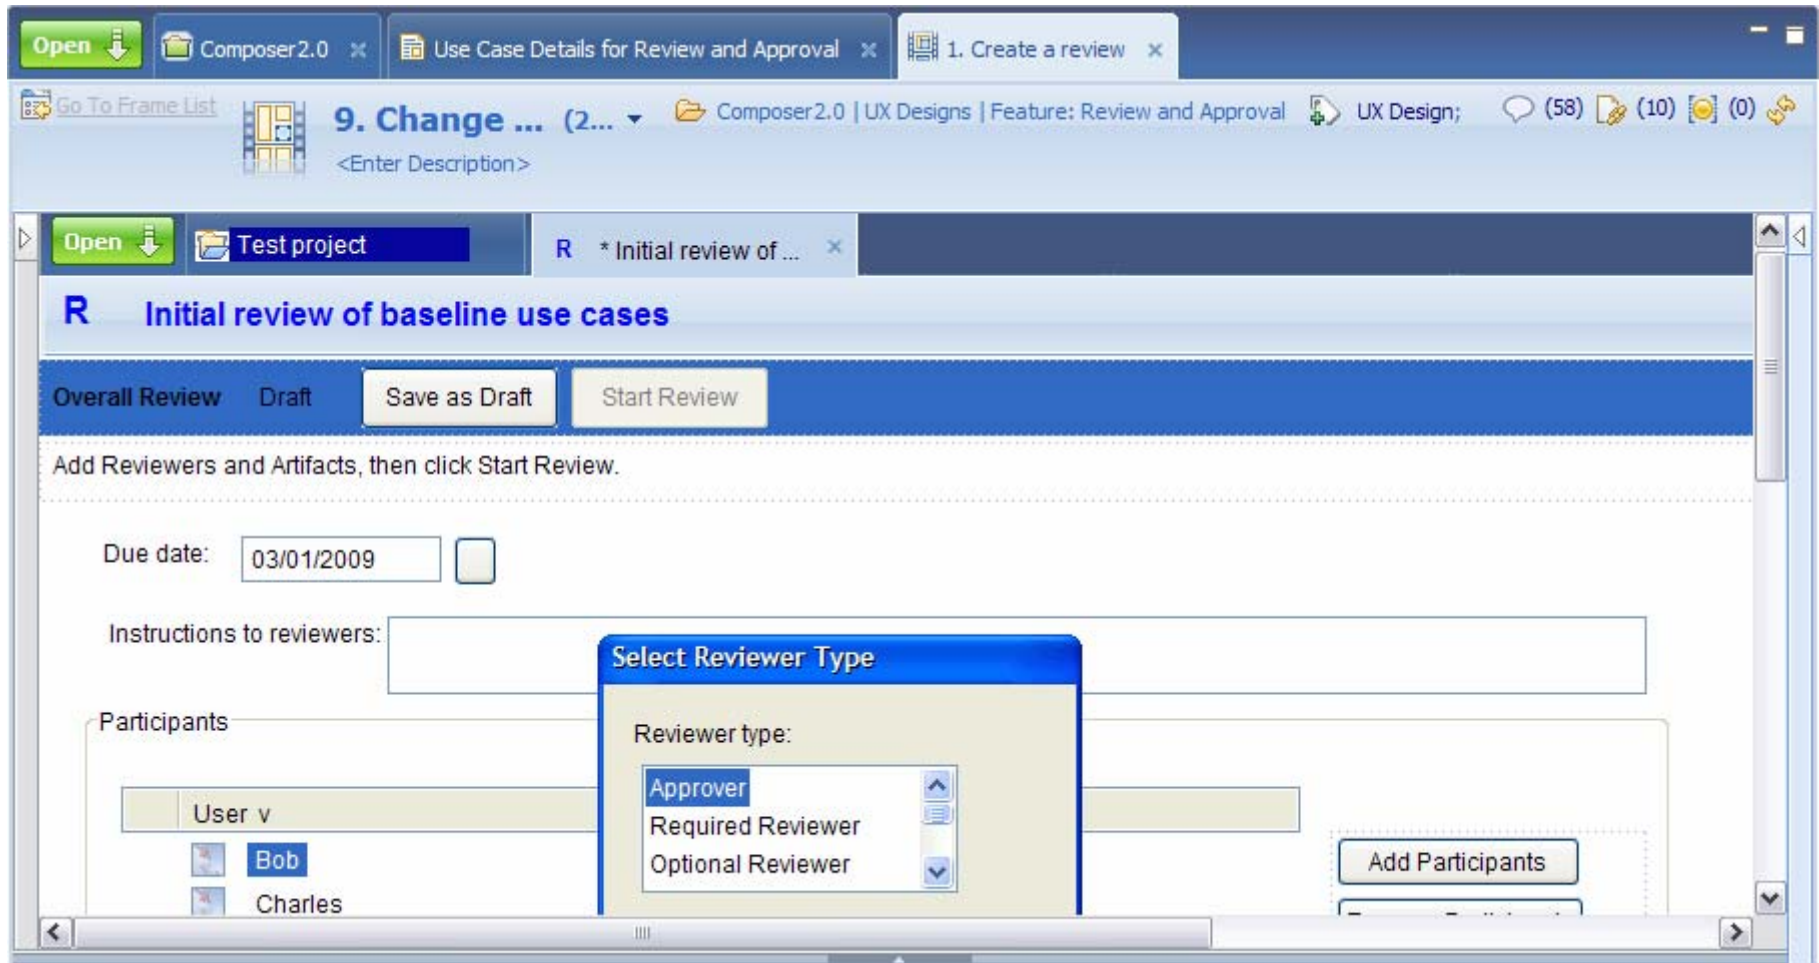 Open Composer2.0 Use Case Details for Review and Approval 1. Create a review
Go To Frame List 9. Change ... (2... Composer2.0 | UX Designs | Feature: Review and Approval UX Design; (58) (10) (0)
<Enter Description>
Open Test project R * Initial review of ...
R Initial review of baseline use cases
Overall Review Draft Save as Draft Start Review
Add Reviewers and Artifacts, then click Start Review.
Due date: 03/01/2009
Instructions to reviewers:
Select Reviewer Type
Participants
Reviewer type:
Approver
User v
Required Reviewer
Bob
Optional Reviewer
Add Participants
Charles